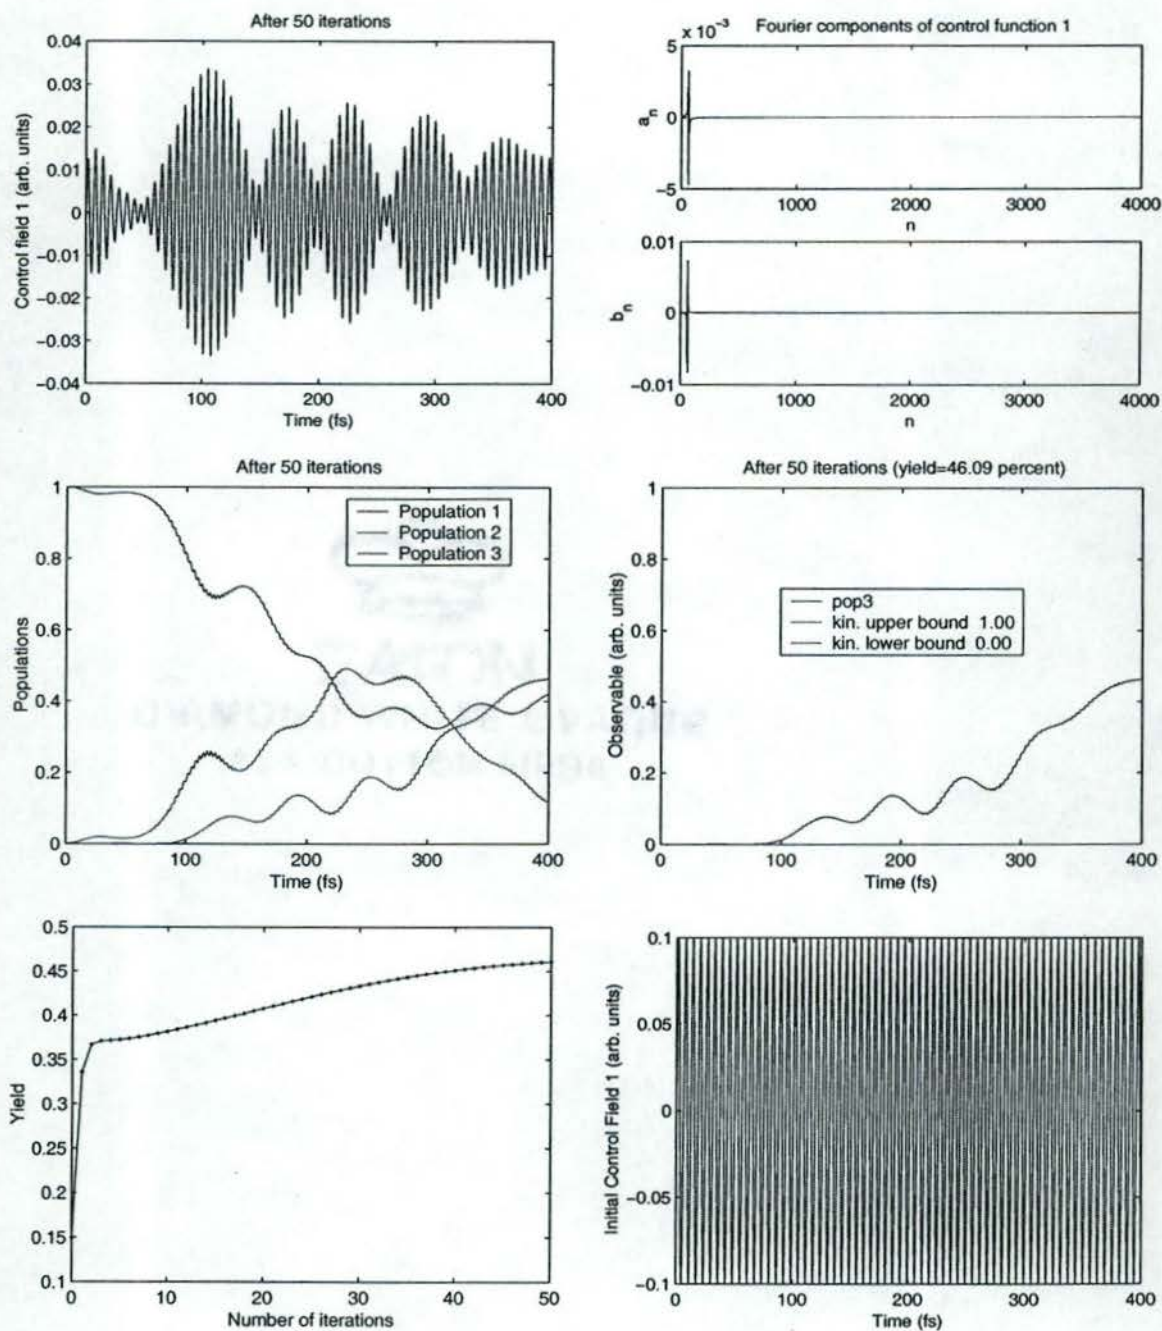 After 50 iterations
Control field 1 (arb. units)
0.04
0.03
0.02
0.01
0
−0.01
−0.02
−0.03
−0.04
0 100 200 300 400
Time (fs)
Fourier components of control function 1
x 10⁻³
a_n
5
0
−5
0 1000 2000 3000 4000
n
b_n
0.01
0
−0.01
0 1000 2000 3000 4000
n
After 50 iterations
Populations
1
0.8
0.6
0.4
0.2
0
Population 1
Population 2
Population 3
0 100 200 300 400
Time (fs)
After 50 iterations (yield=46.09 percent)
Observable (arb. units)
1
0.8
0.6
0.4
0.2
0
pop3
kin. upper bound 1.00
kin. lower bound 0.00
0 100 200 300 400
Time (fs)
Yield
0.5
0.45
0.4
0.35
0.3
0.25
0.2
0.15
0.1
0 10 20 30 40 50
Number of iterations
Initial Control Field 1 (arb. units)
0.1
0.05
0
−0.05
−0.1
0 100 200 300 400
Time (fs)